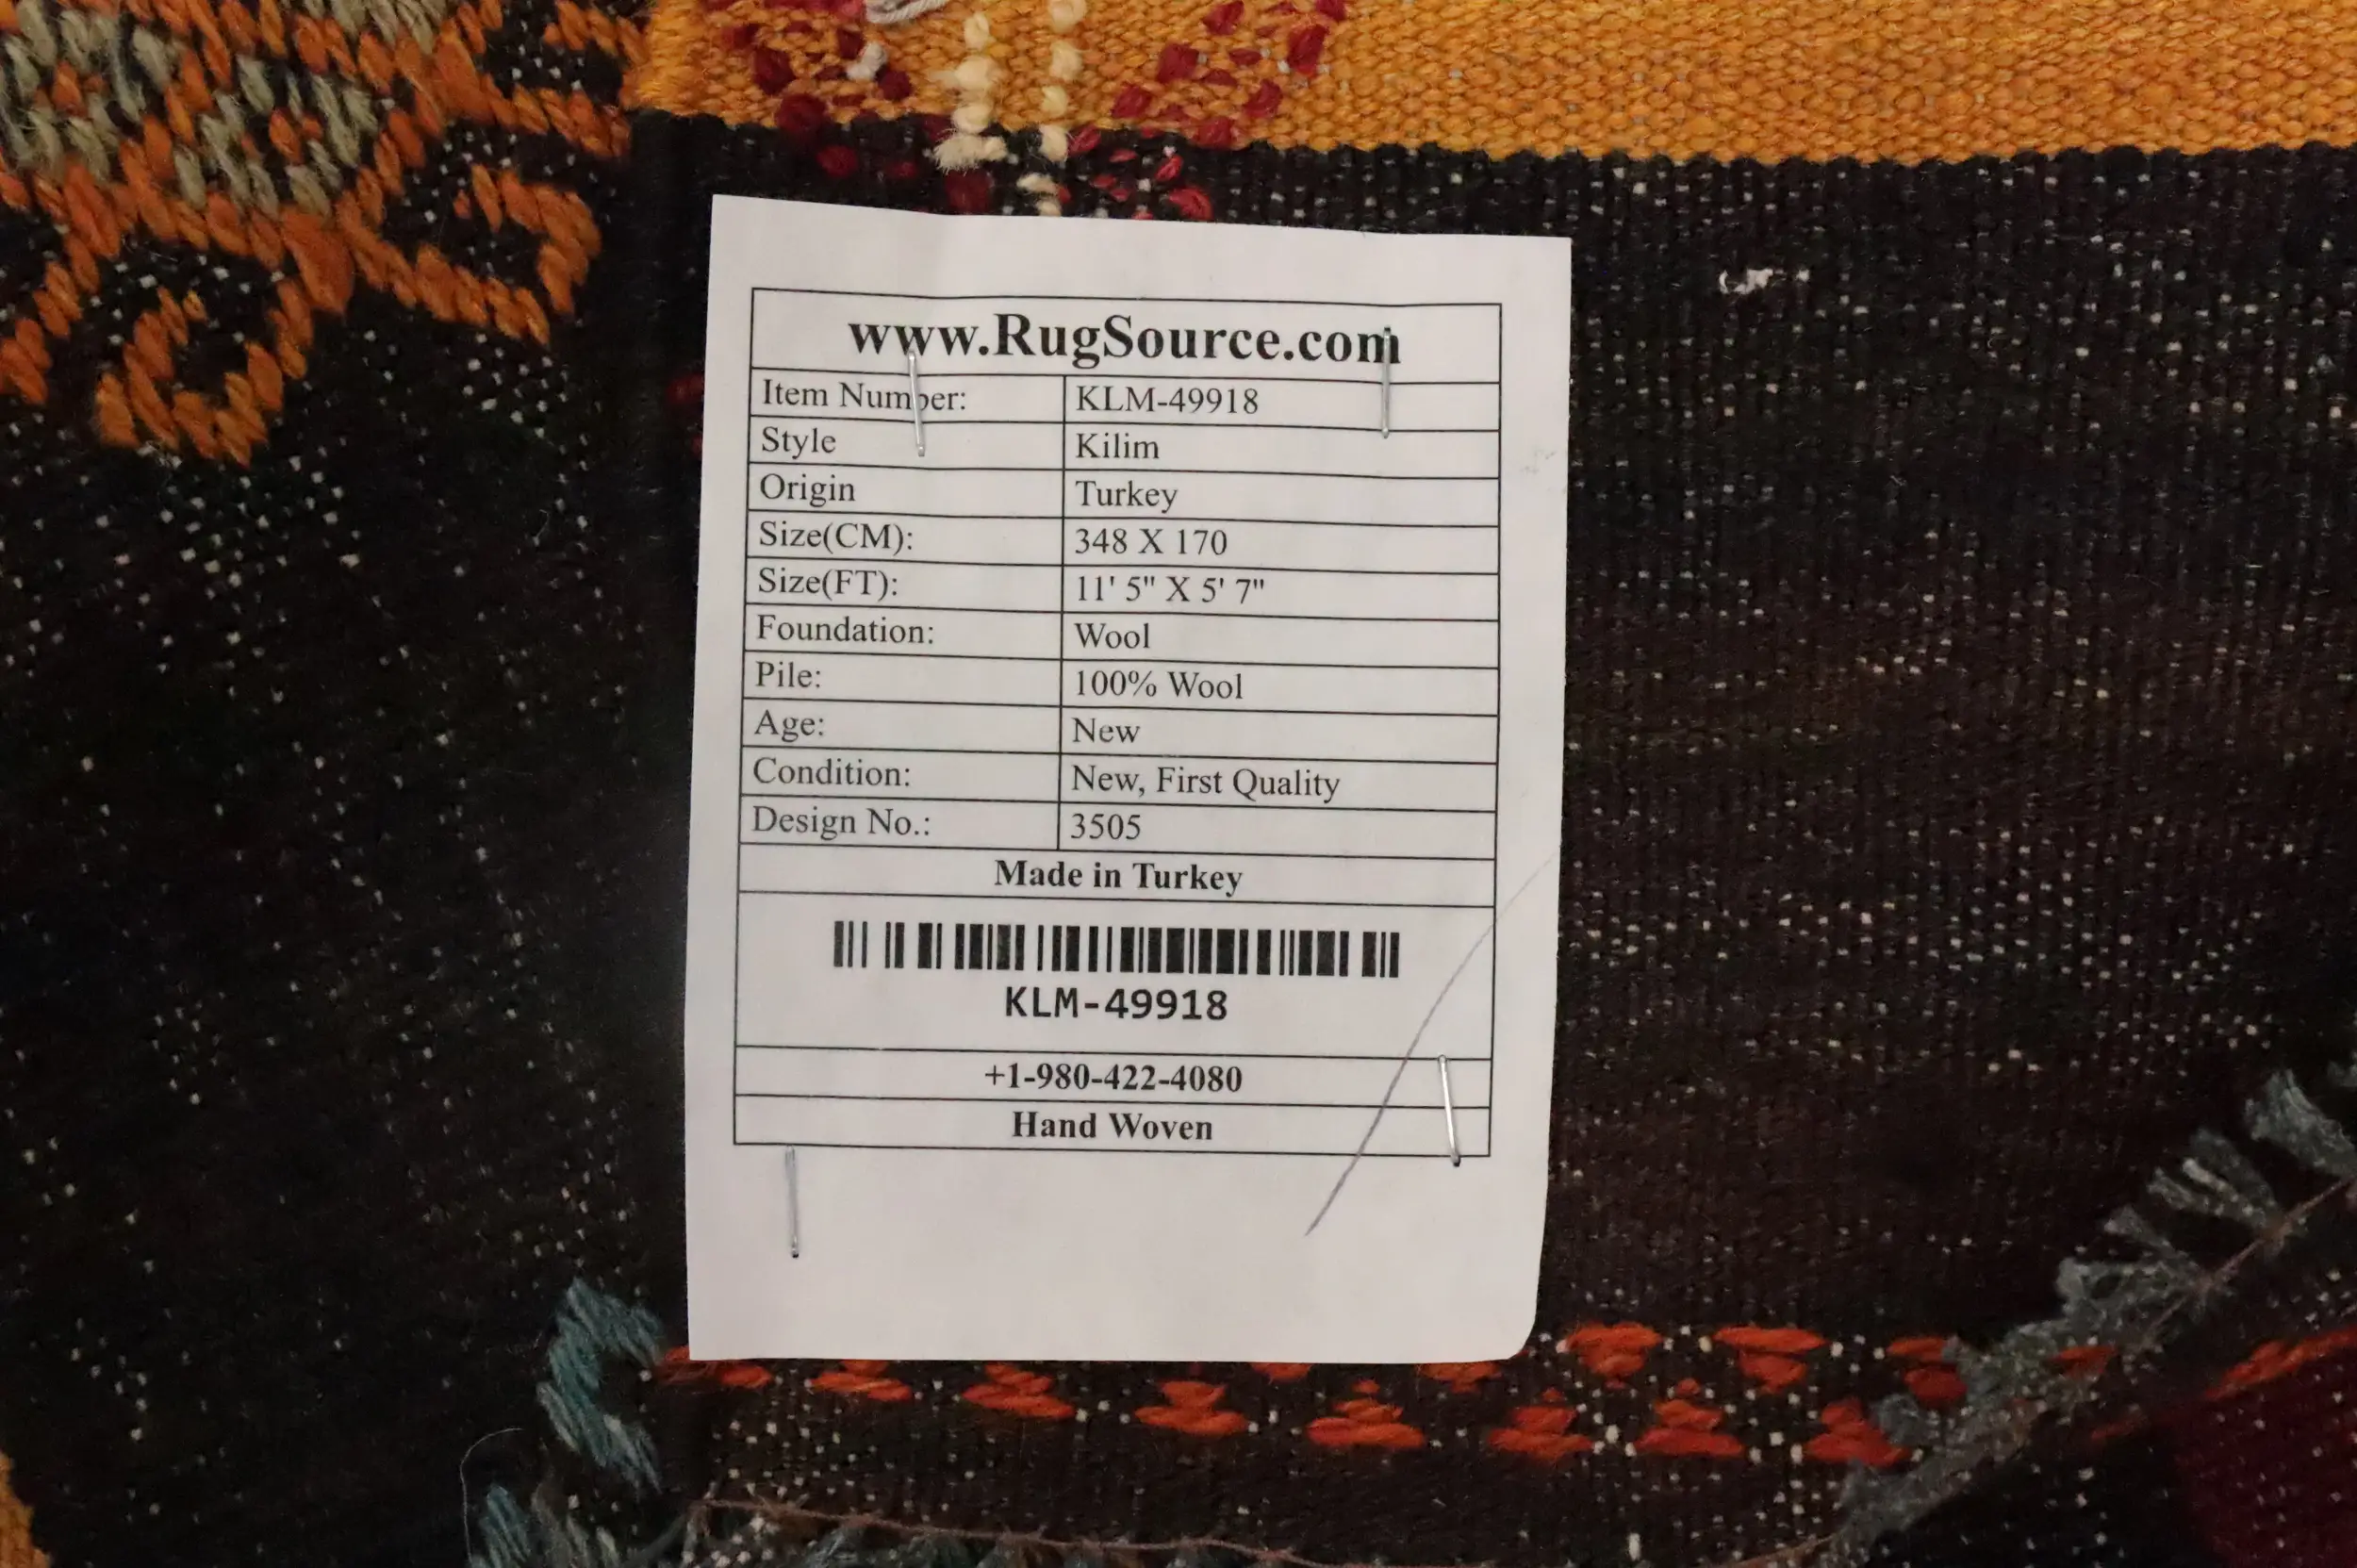 www.RugSource.com
Item Number: KLM-49918
Style Kilim
Origin Turkey
Size(CM): 348 X 170
Size(FT): 11' 5" X 5' 7"
Foundation: Wool
Pile: 100% Wool
Age: New
Condition: New, First Quality
Design No.: 3505
Made in Turkey
KLM-49918
+1-980-422-4080
Hand Woven